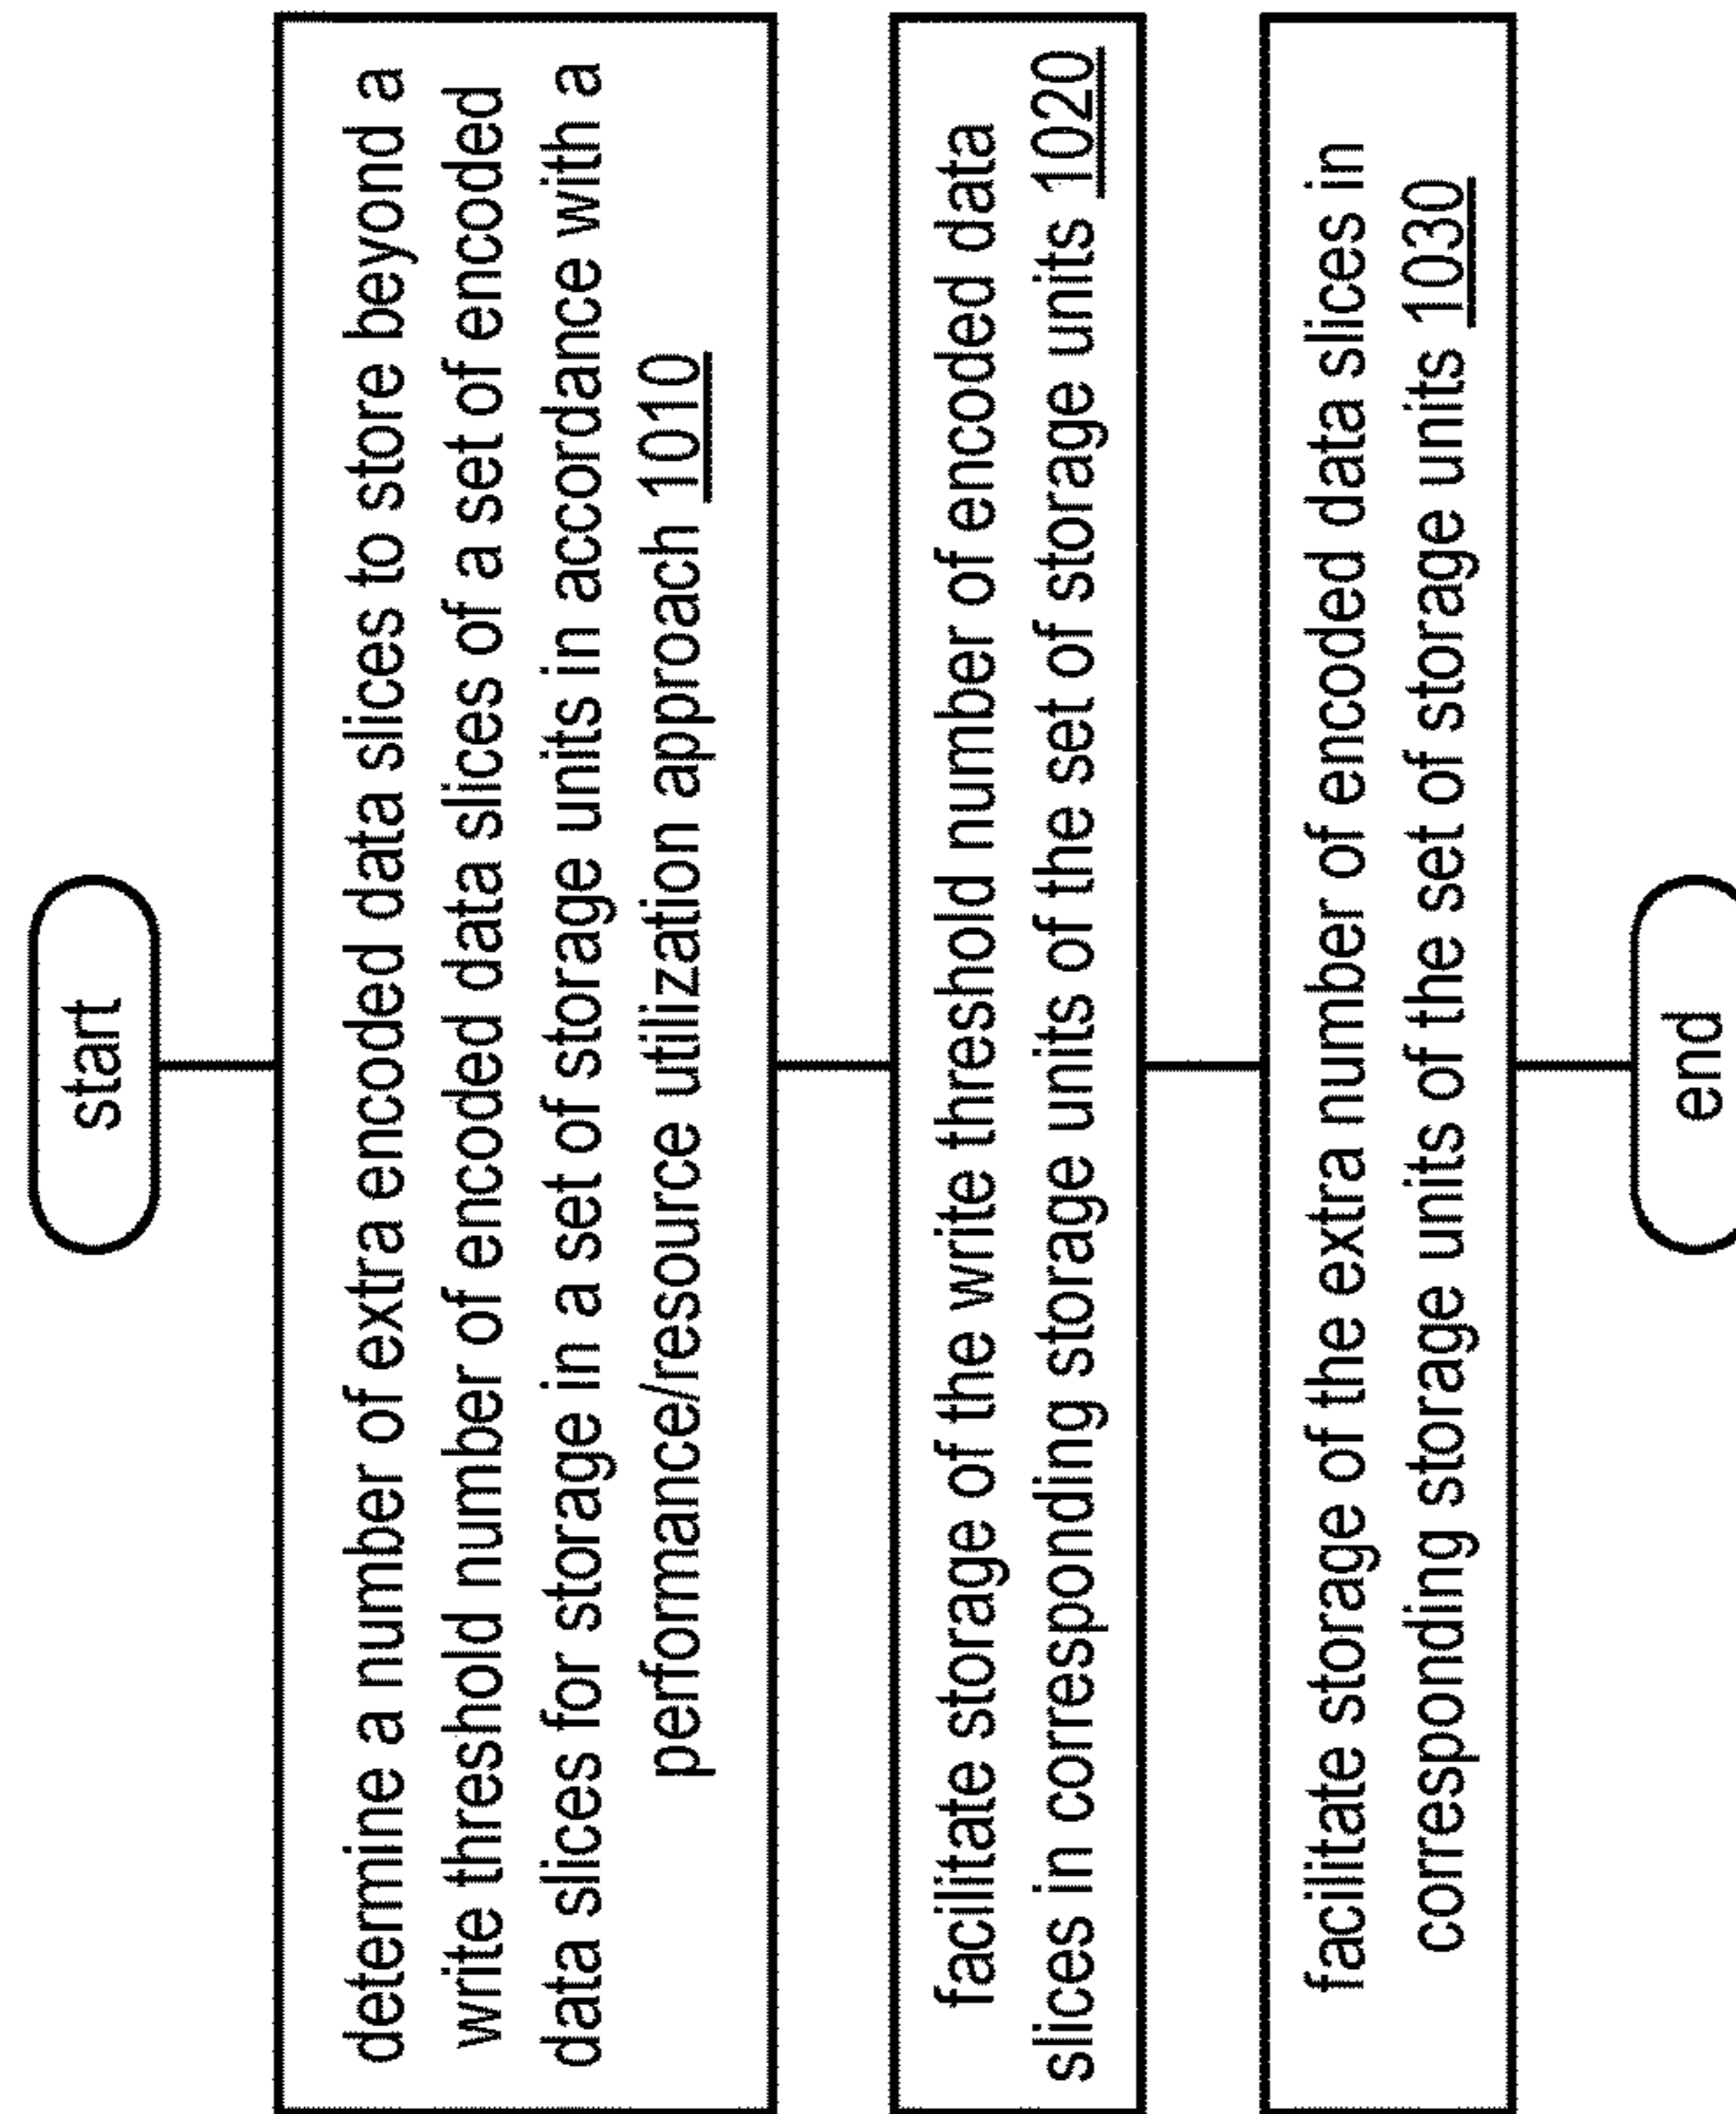 start
determine a number of extra encoded data slices to store beyond a
write threshold number of encoded data slices of a set of encoded
data slices for storage in a set of storage units in accordance with a
performance/resource utilization approach 1010
facilitate storage of the write threshold number of encoded data
slices in corresponding storage units of the set of storage units 1020
facilitate storage of the extra number of encoded data slices in
corresponding storage units of the set of storage units 1030
end